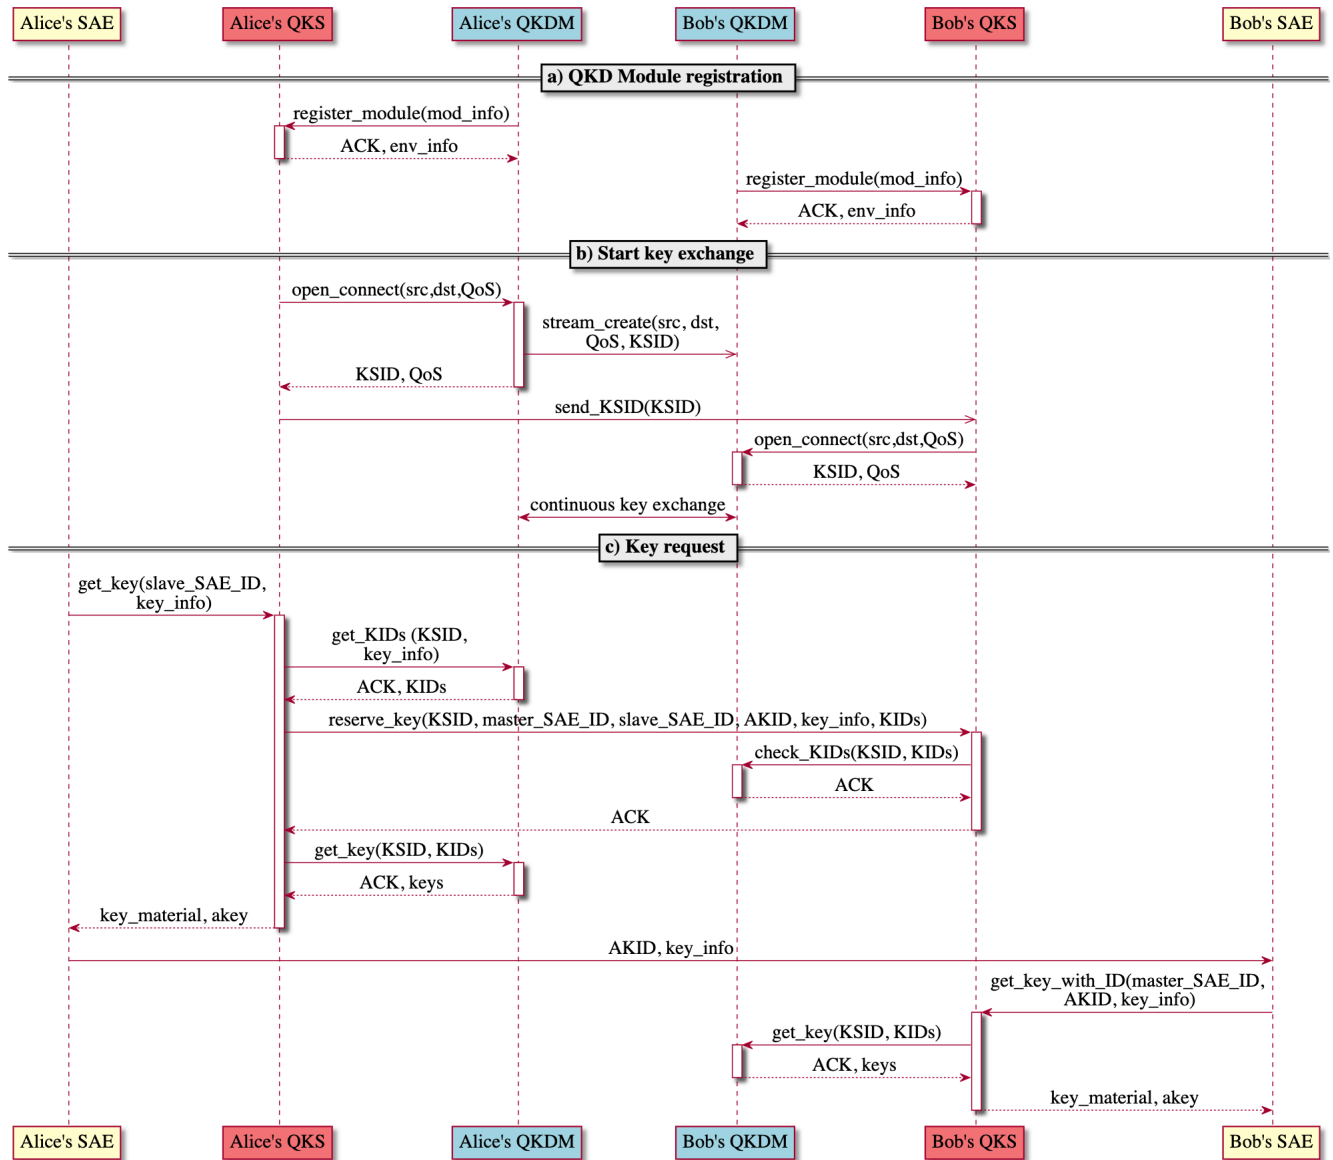 Alice's SAE
Alice's QKS
Alice's QKDM
Bob's QKDM
Bob's QKS
Bob's SAE
a) QKD Module registration
register_module(mod_info)
ACK, env_info
register_module(mod_info)
ACK, env_info
b) Start key exchange
open_connect(src,dst,QoS)
stream_create(src, dst,
QoS, KSID)
KSID, QoS
send_KSID(KSID)
open_connect(src,dst,QoS)
KSID, QoS
continuous key exchange
c) Key request
get_key(slave_SAE_ID,
key_info)
get_KIDs (KSID,
key_info)
ACK, KIDs
reserve_key(KSID, master_SAE_ID, slave_SAE_ID, AKID, key_info, KIDs)
check_KIDs(KSID, KIDs)
ACK
ACK
get_key(KSID, KIDs)
ACK, keys
key_material, akey
AKID, key_info
get_key_with_ID(master_SAE_ID,
AKID, key_info)
get_key(KSID, KIDs)
ACK, keys
key_material, akey
Alice's SAE
Alice's QKS
Alice's QKDM
Bob's QKDM
Bob's QKS
Bob's SAE